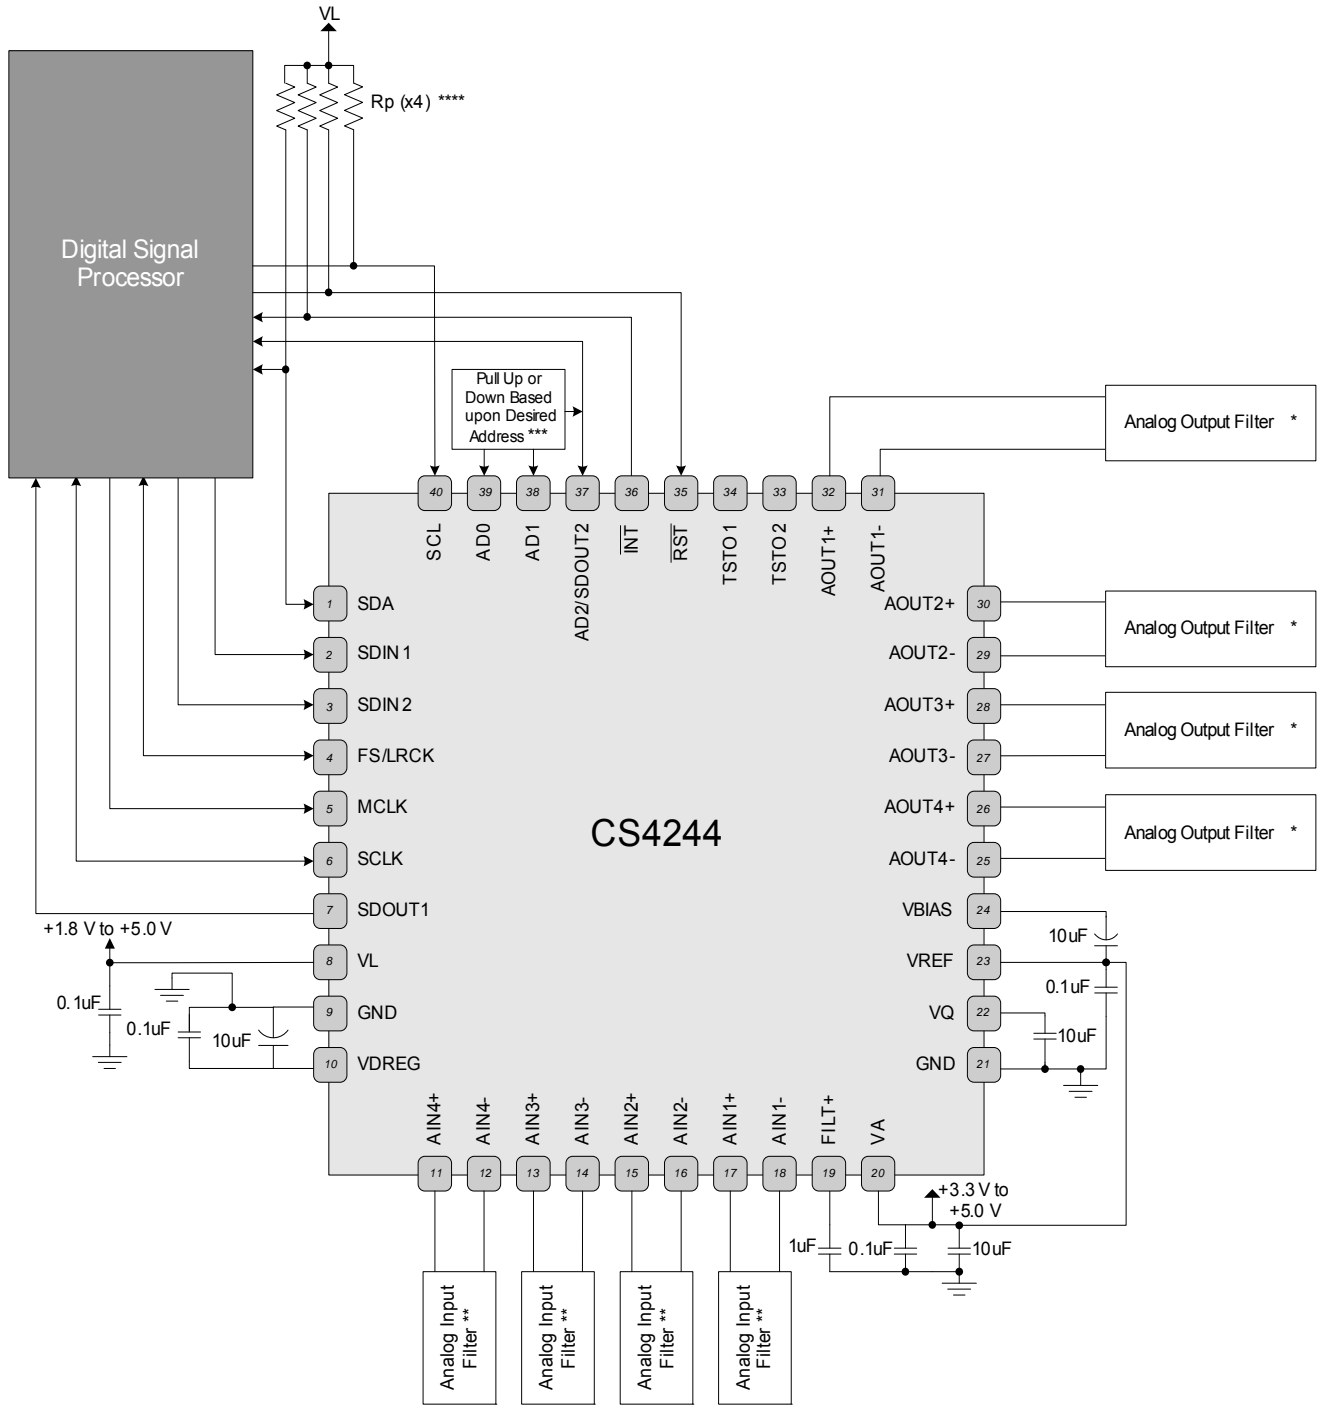 VL
Rp (x4) ****
Digital Signal
Processor
Pull Up or
Down Based
upon Desired
Address ***
Analog Output Filter *
40
39
38
37
36
35
34
33
32
31
SCL
AD0
AD1
AD2/SDOUT2
INT
RST
TSTO1
TSTO2
AOUT1+
AOUT1-
1 SDA
2 SDIN1
3 SDIN2
4 FS/LRCK
5 MCLK
6 SCLK
7 SDOUT1
+1.8 V to +5.0 V
8 VL
0.1uF
9 GND
0.1uF
10uF
10 VDREG
CS4244
AOUT2+ 30
AOUT2- 29
Analog Output Filter *
AOUT3+ 28
AOUT3- 27
Analog Output Filter *
AOUT4+ 26
AOUT4- 25
Analog Output Filter *
VBIAS 24
10uF
VREF 23
0.1uF
VQ 22
10uF
GND 21
AIN4+
AIN4-
AIN3+
AIN3-
AIN2+
AIN2-
AIN1+
AIN1-
FILT+
VA
11
12
13
14
15
16
17
18
19
20
+3.3 V to
+5.0 V
1uF
0.1uF
10uF
Analog Input
Filter **
Analog Input
Filter **
Analog Input
Filter **
Analog Input
Filter **